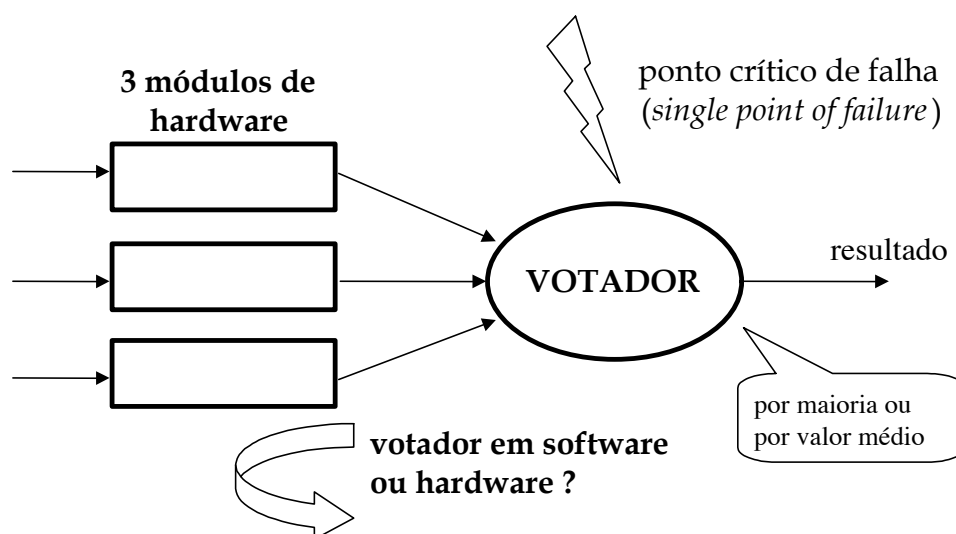 3 módulos de
hardware
ponto crítico de falha
(single point of failure)
VOTADOR
resultado
por maioria ou
por valor médio
votador em software
ou hardware ?